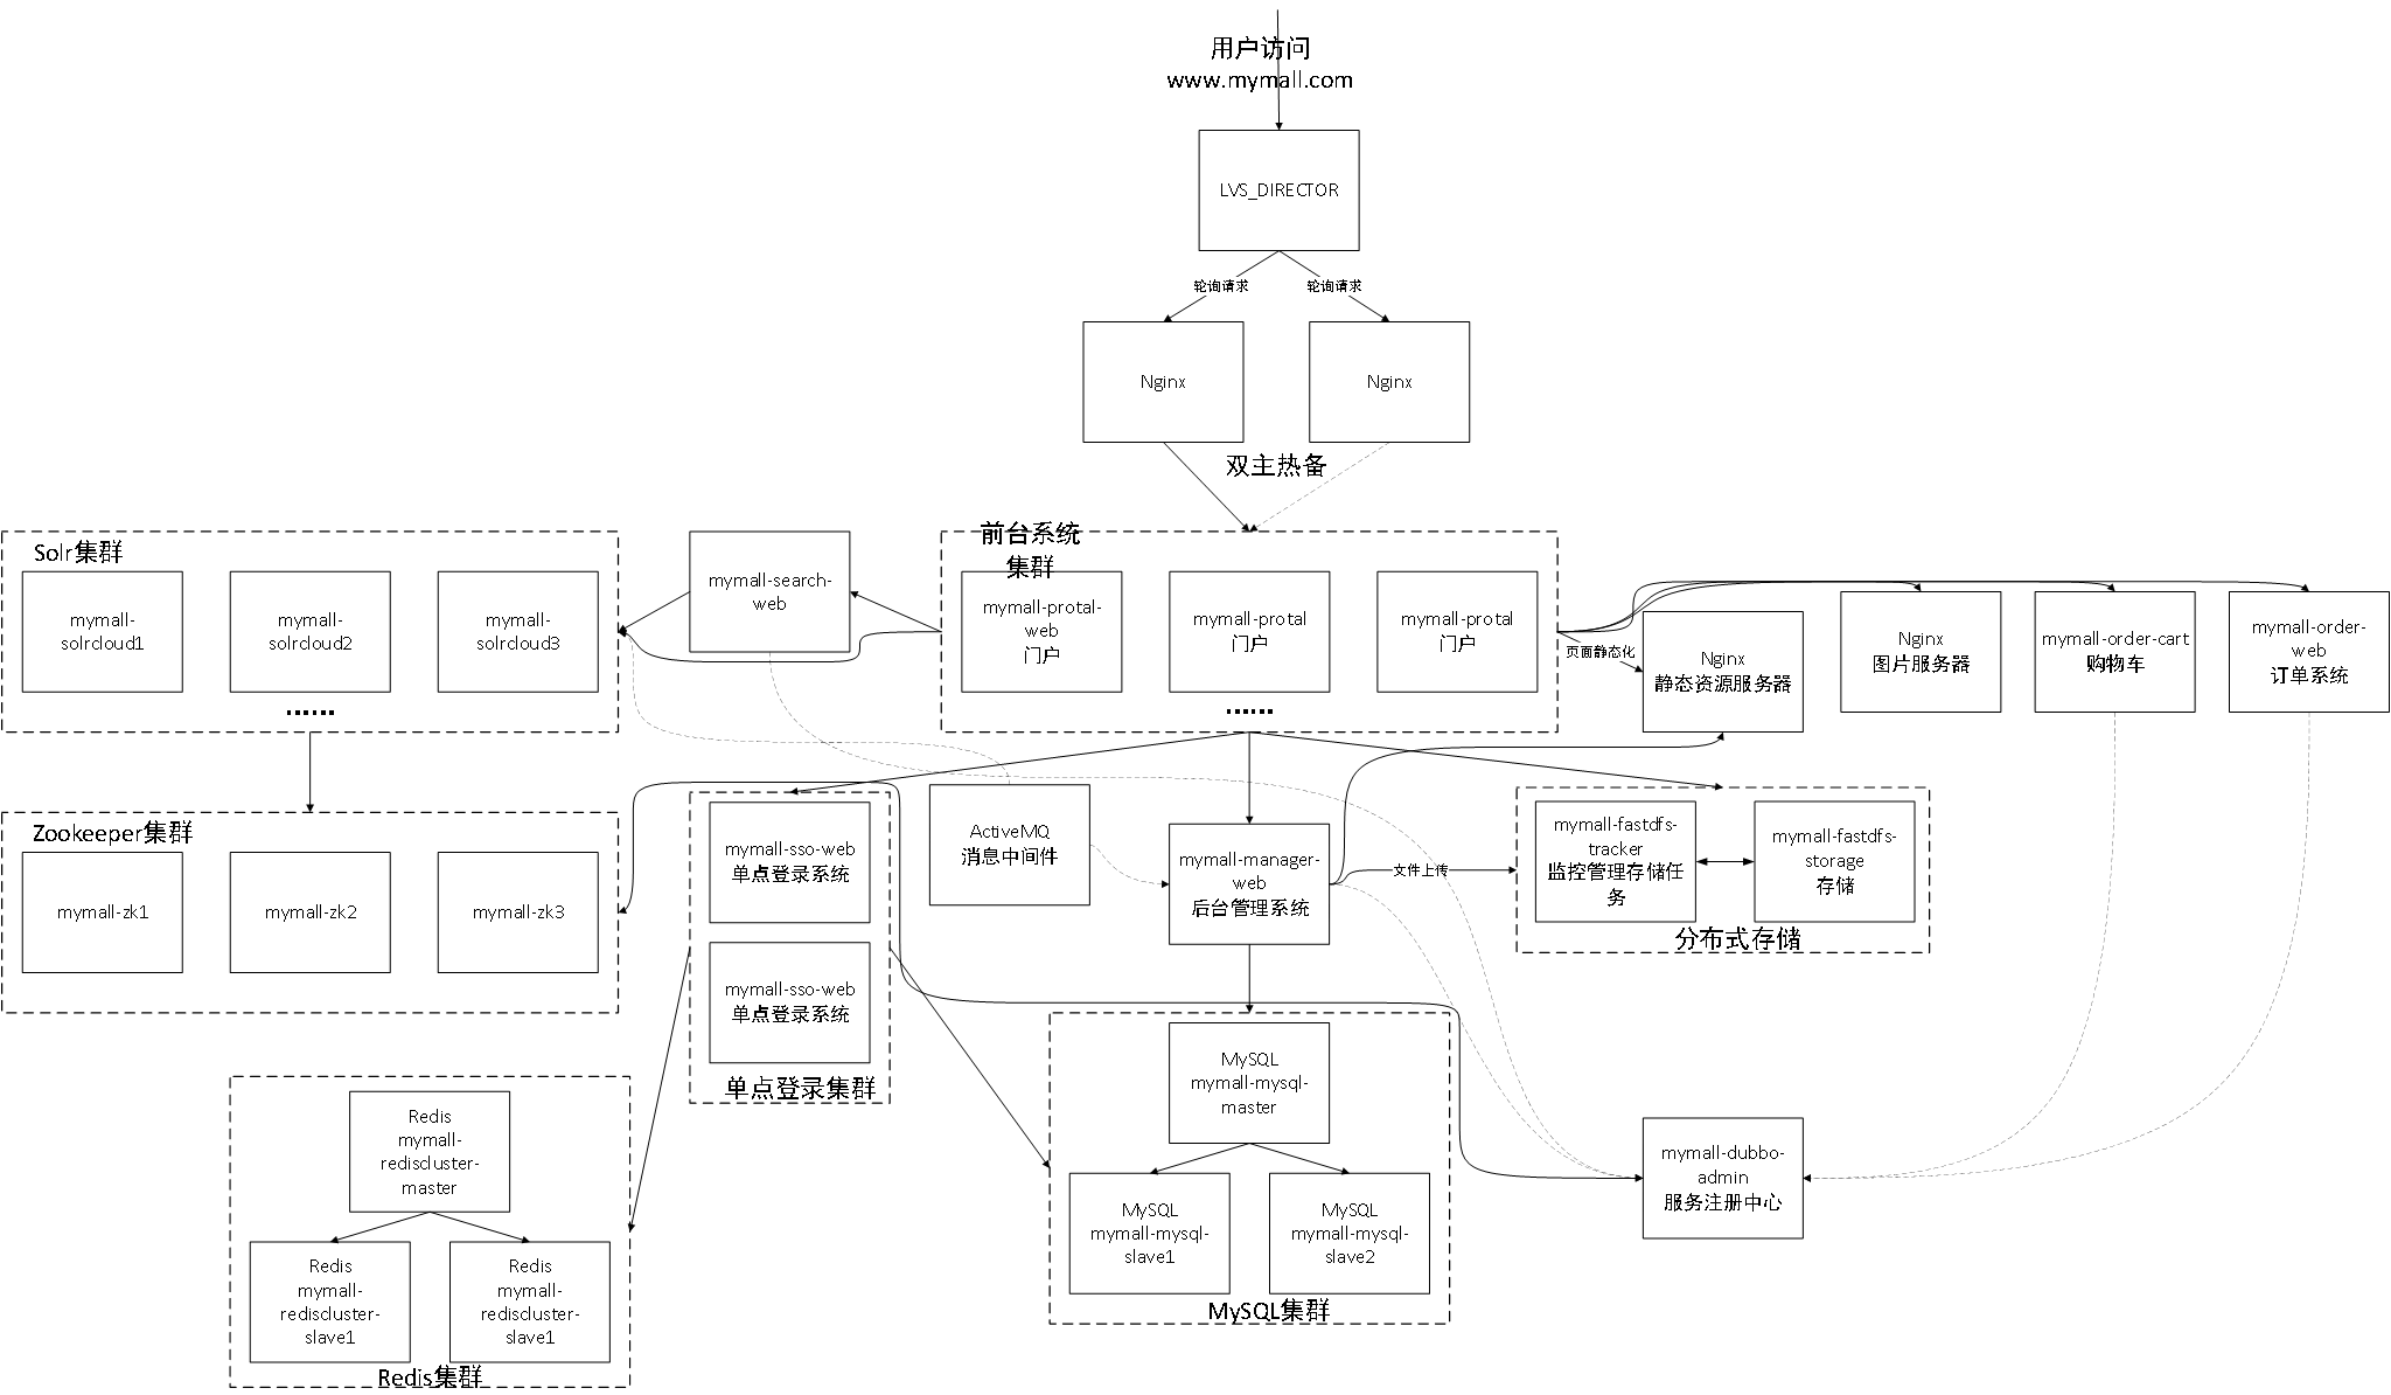 用户访问
www.mymall.com
LVS_DIRECTOR
轮询请求
轮询请求
Nginx
Nginx
双主热备
Solr集群
mymall-
solrcloud1
mymall-
solrcloud2
mymall-
solrcloud3
......
mymall-search-
web
前台系统
集群
mymall-protal-
web
门户
mymall-protal
门户
mymall-protal
门户
......
页面静态化
Nginx
静态资源服务器
Nginx
图片服务器
mymall-order-cart
购物车
mymall-order-
web
订单系统
Zookeeper集群
mymall-zk1
mymall-zk2
mymall-zk3
mymall-sso-web
单点登录系统
mymall-sso-web
单点登录系统
单点登录集群
ActiveMQ
消息中间件
mymall-manager-
web
后台管理系统
文件上传
mymall-fastdfs-
tracker
监控管理存储任
务
mymall-fastdfs-
storage
存储
分布式存储
Redis
mymall-
rediscluster-
master
Redis
mymall-
rediscluster-
slave1
Redis
mymall-
rediscluster-
slave1
Redis集群
MySQL
mymall-mysql-
master
MySQL
mymall-mysql-
slave1
MySQL
mymall-mysql-
slave2
MySQL集群
mymall-dubbo-
admin
服务注册中心